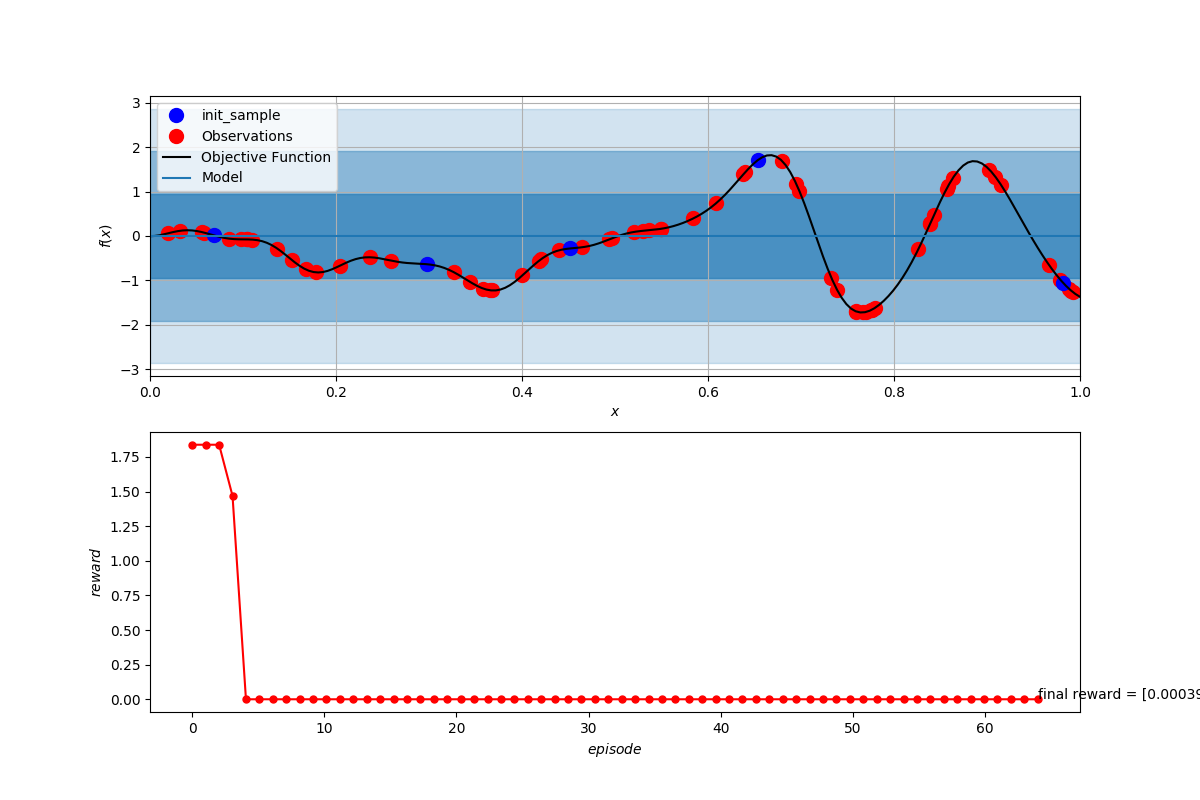 3
2
1
0
−1
−2
−3
f(x)
init_sample
Observations
Objective Function
Model
0.0 0.2 0.4 0.6 0.8 1.0
x
1.75
1.50
1.25
1.00
0.75
0.50
0.25
0.00
reward
final reward = [0.00039
0 10 20 30 40 50 60
episode